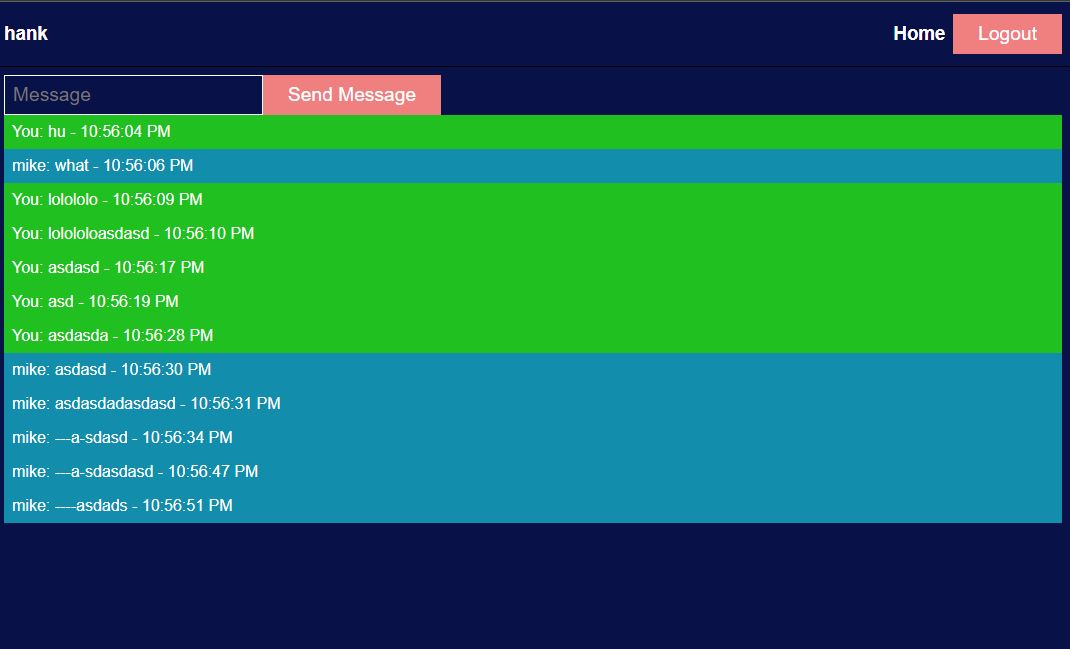 hank Home Logout
Message Send Message
You: hu - 10:56:04 PM
mike: what - 10:56:06 PM
You: lolololo - 10:56:09 PM
You: lolololoasdasd - 10:56:10 PM
You: asdasd - 10:56:17 PM
You: asd - 10:56:19 PM
You: asdasda - 10:56:28 PM
mike: asdasd - 10:56:30 PM
mike: asdasdadasdasd - 10:56:31 PM
mike: ---a-sdasd - 10:56:34 PM
mike: ---a-sdasdasd - 10:56:47 PM
mike: ----asdads - 10:56:51 PM